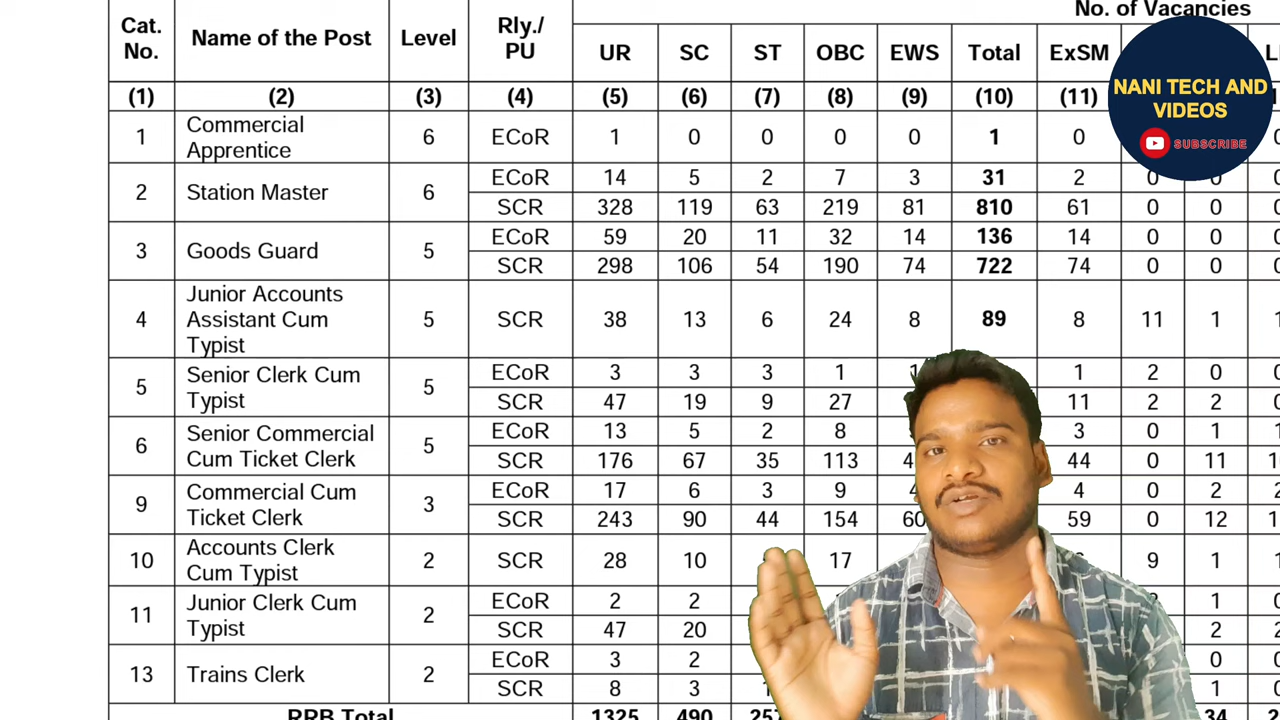 No. of Vacancies
Cat. No. Name of the Post Level Rly./ PU UR SC ST OBC EWS Total ExSM
(1) (2) (3) (4) (5) (6) (7) (8) (9) (10) (11)
NANI TECH AND
VIDEOS
SUBSCRIBE
1 Commercial Apprentice 6 ECoR 1 0 0 0 0 1 0
2 Station Master 6 ECoR 14 5 2 7 3 31 2 0 0 0
SCR 328 119 63 219 81 810 61 0 0 0
3 Goods Guard 5 ECoR 59 20 11 32 14 136 14 0 0 0
SCR 298 106 54 190 74 722 74 0 0 0
4 Junior Accounts Assistant Cum Typist 5 SCR 38 13 6 24 8 89 8 11 1
5 Senior Clerk Cum Typist 5 ECoR 3 3 3 1 1 2 0 0
SCR 47 19 9 27 11 2 2 0
6 Senior Commercial Cum Ticket Clerk 5 ECoR 13 5 2 8 3 0 1
SCR 176 67 35 113 44 0 11
9 Commercial Cum Ticket Clerk 3 ECoR 17 6 3 9 4 0 2
SCR 243 90 44 154 60 59 0 12
10 Accounts Clerk Cum Typist 2 SCR 28 10 17 9 1
11 Junior Clerk Cum Typist 2 ECoR 2 2 1
SCR 47 20 2
13 Trains Clerk 2 ECoR 3 2 0
SCR 8 3 1
RRB Total 1325 490 257 34